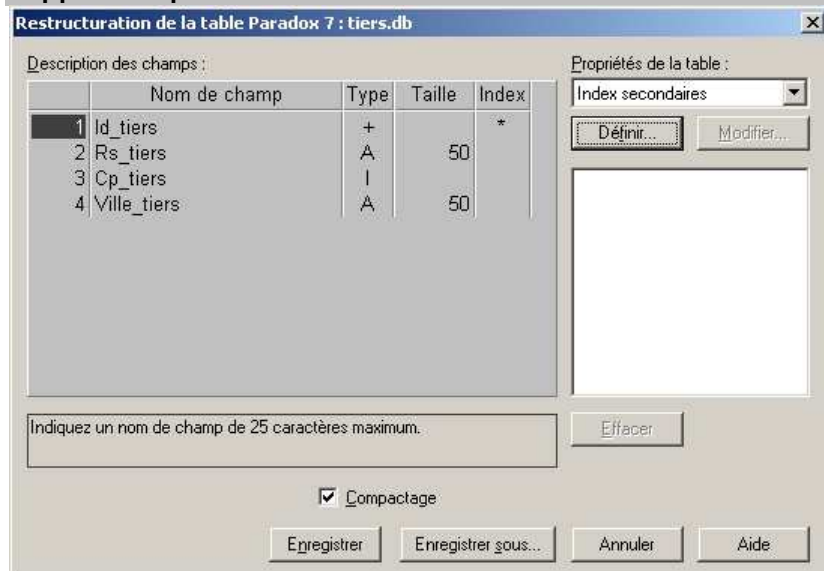 Restructuration de la table Paradox 7 : tiers.db
Description des champs :
Nom de champ Type Taille Index
1 Id_tiers + *
2 Rs_tiers A 50
3 Cp_tiers I
4 Ville_tiers A 50
Propriétés de la table :
Index secondaires
Définir... Modifier...
Indiquez un nom de champ de 25 caractères maximum.
Effacer
Compactage
Enregistrer Enregistrer sous... Annuler Aide